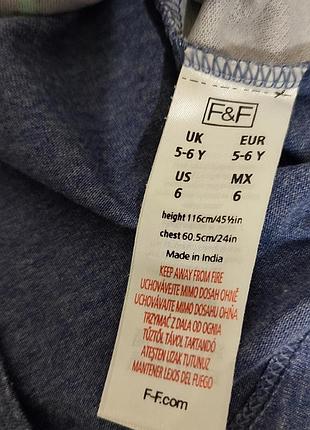 F&F
UK EUR
5-6 Y 5-6 Y
US MX
6 6
height 116cm/45½in
chest 60.5cm/24in
Made in India
KEEP AWAY FROM FIRE
UCHOVÁVEJTE MIMO DOSAH OHNĚ
UCHOVÁVAJTE MIMO DOSAHU OHŇA
TRZYMAĆ Z DALA OD OGNIA
TŰZTŐL TÁVOL TARTANDÓ
ATEŞTEN UZAK TUTUNUZ
MANTENER LEJOS DEL FUEGO
F-F.com